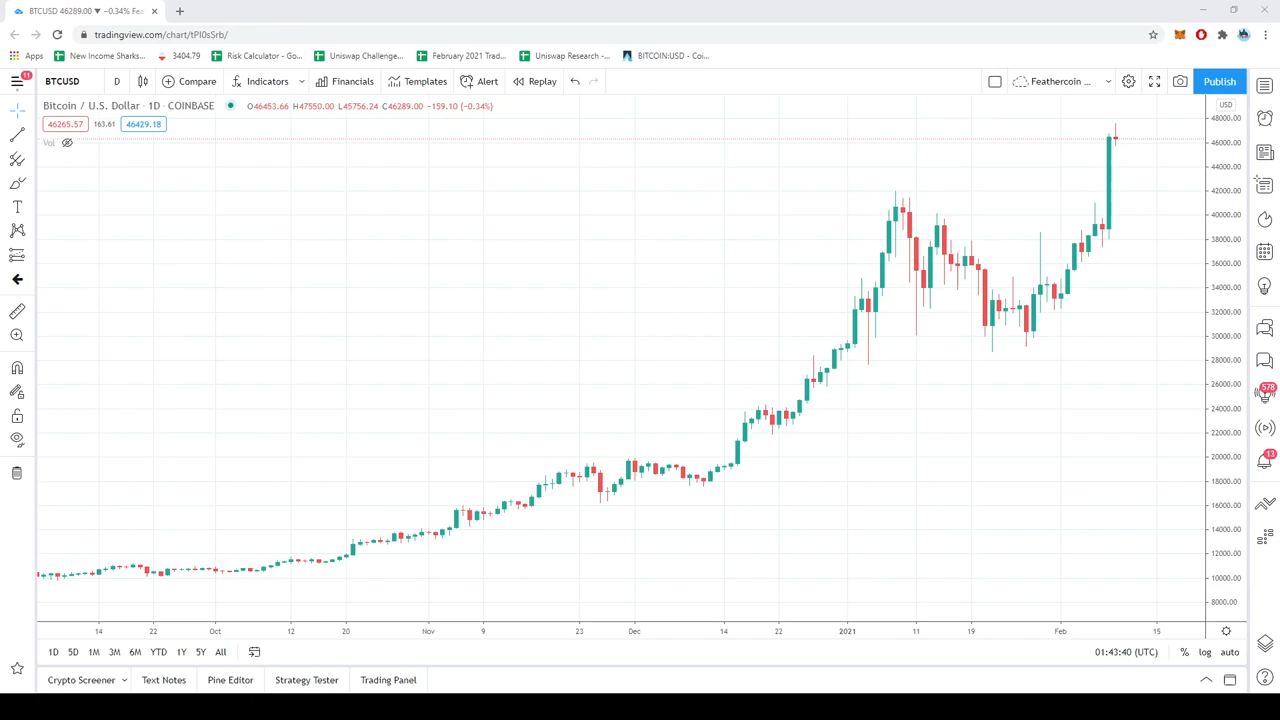 BTCUSD 46289.00 ▼ −0.34% Fea
tradingview.com/chart/tPI0sSrb/
Apps New Income Sharks... 3404.79 Risk Calculator - Go... Uniswap Challenge... February 2021 Trad... Uniswap Research -... BITCOIN:USD - Coi...
11
BTCUSD D Compare Indicators Financials Templates Alert Replay Feathercoin ... Publish
Bitcoin / U.S. Dollar · 1D · COINBASE O46453.66 H47550.00 L45756.24 C46289.00 −159.10 (−0.34%)
USD
46265.57 163.61 46429.18
Vol
48000.00
46000.00
44000.00
42000.00
40000.00
38000.00
36000.00
34000.00
32000.00
30000.00
28000.00
26000.00
24000.00
22000.00
20000.00
18000.00
16000.00
14000.00
12000.00
10000.00
8000.00
578
13
14 22 Oct 12 20 Nov 9 23 Dec 14 22 2021 11 19 Feb 15
1D 5D 1M 3M 6M YTD 1Y 5Y All 01:43:40 (UTC) % log auto
Crypto Screener Text Notes Pine Editor Strategy Tester Trading Panel